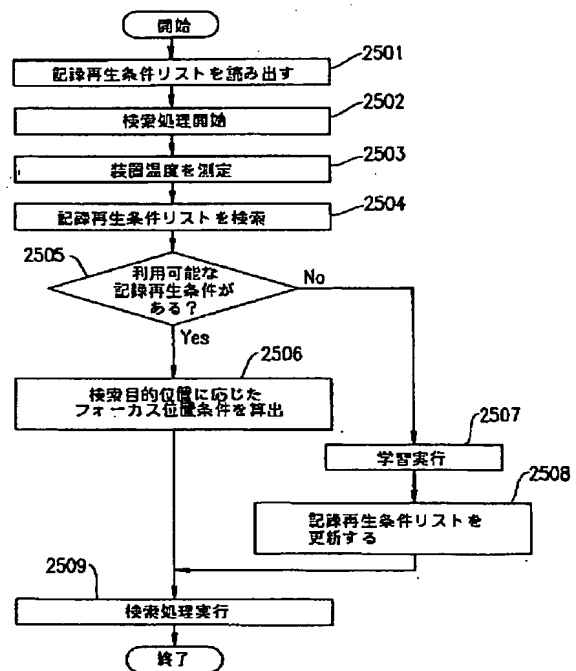 開始
2501
記録再生条件リストを読み出す
2502
検索処理開始
2503
装置温度を測定
2504
記録再生条件リストを検索
2505
利用可能な
記録再生条件が
ある?
No
Yes
2506
検索目的位置に応じた
フォーカス位置条件を算出
2507
学習実行
2508
記録再生条件リストを
更新する
2509
検索処理実行
終了